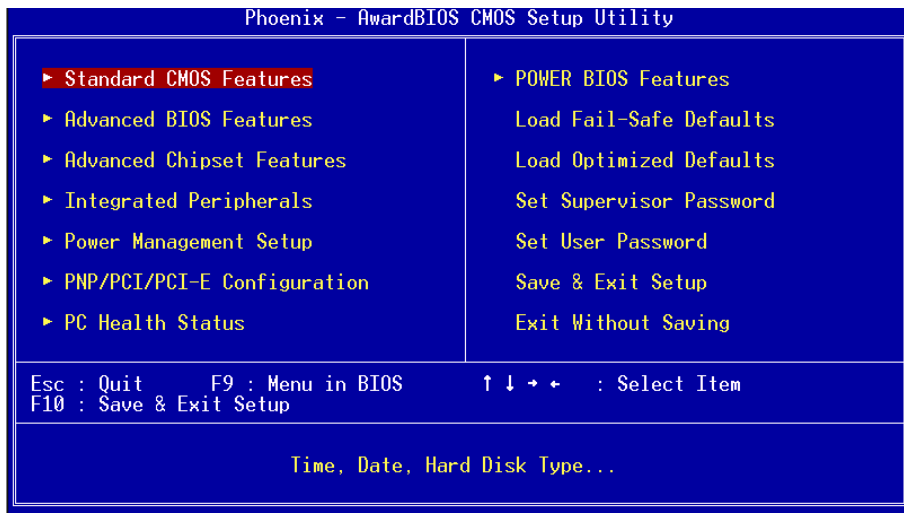 Phoenix - AwardBIOS CMOS Setup Utility
▶ Standard CMOS Features
▶ Advanced BIOS Features
▶ Advanced Chipset Features
▶ Integrated Peripherals
▶ Power Management Setup
▶ PNP/PCI/PCI-E Configuration
▶ PC Health Status
▶ POWER BIOS Features
Load Fail-Safe Defaults
Load Optimized Defaults
Set Supervisor Password
Set User Password
Save & Exit Setup
Exit Without Saving
Esc : Quit F9 : Menu in BIOS ↑ ↓ → ← : Select Item
F10 : Save & Exit Setup
Time, Date, Hard Disk Type...